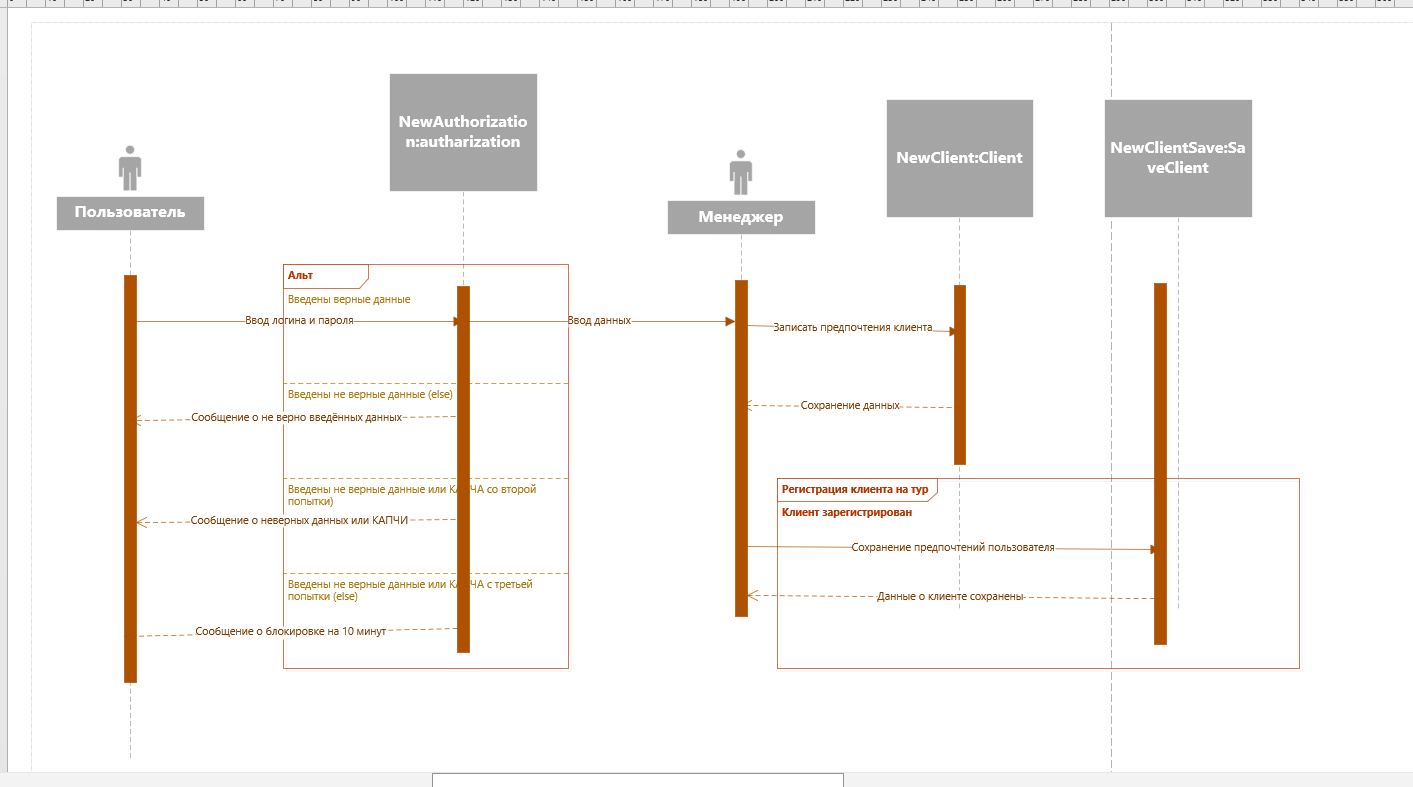 NewAuthorizatio
n:autharization
NewClient:Client
NewClientSave:Sa
veClient
Пользователь
Менеджер
Альт
Введены верные данные
Ввод логина и пароля
Ввод данных
Записать предпочтения клиента
Введены не верные данные (else)
Сообщение о не верно введённых данных
Сохранение данных
Введены не верные данные или КАПЧА со второй
попытки)
Сообщение о неверных данных или КАПЧИ
Регистрация клиента на тур
Клиент зарегистрирован
Сохранение предпочтений пользователя
Введены не верные данные или КАПЧА с третьей
попытки (else)
Данные о клиенте сохранены
Сообщение о блокировке на 10 минут